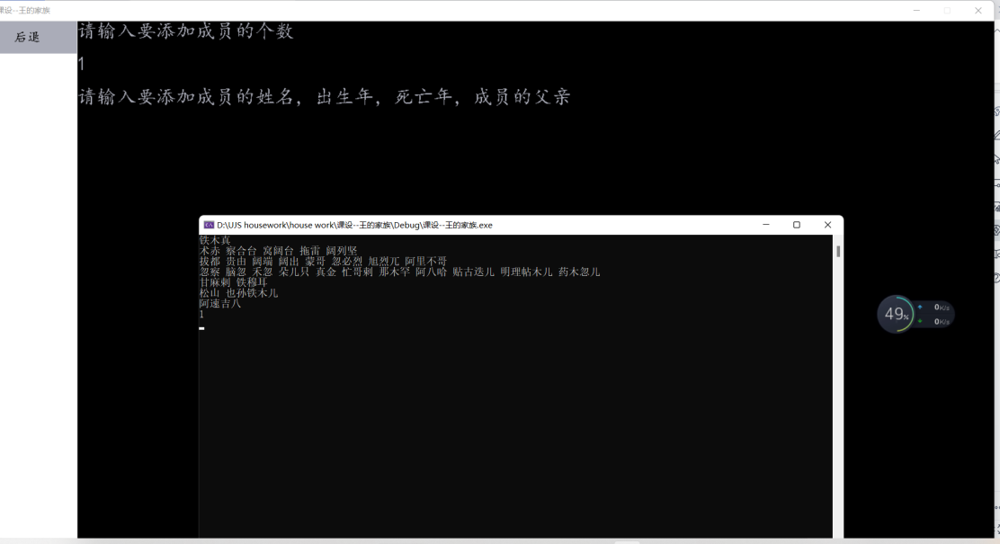 课设--王的家族
后退
请输入要添加成员的个数
1
请输入要添加成员的姓名，出生年，死亡年，成员的父亲
D:\UJS housework\house work\课设--王的家族\Debug\课设--王的家族.exe
铁木真
术赤 察合台 窝阔台 拖雷 阔列坚
拔都 贵由 阔端 阔出 蒙哥 忽必烈 旭烈兀 阿里不哥
忽察 脑忽 禾忽 朵儿只 真金 忙哥剌 那木罕 阿八哈 贴古迭儿 明理帖木儿 药木忽儿
甘麻剌 铁穆耳
松山 也孙铁木儿
阿速吉八
1
49%
0K/s
0K/s